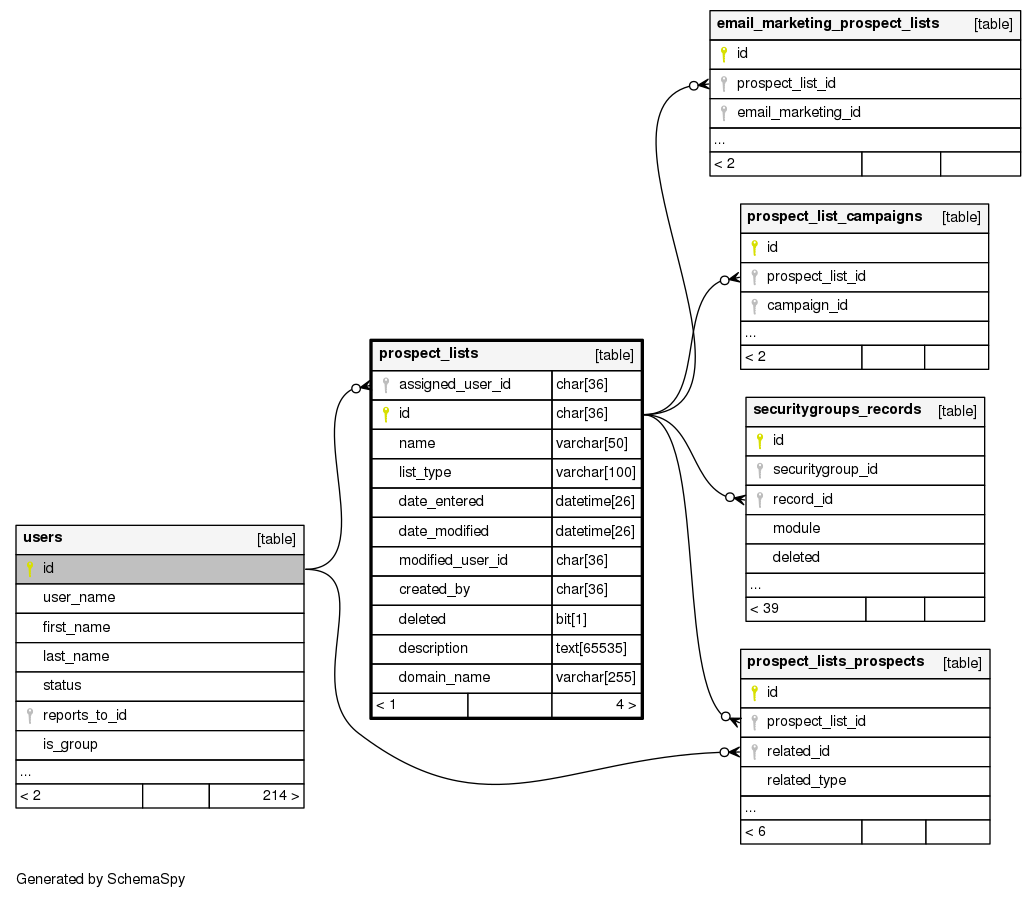 email_marketing_prospect_lists [table]
id
prospect_list_id
email_marketing_id
...
< 2
prospect_list_campaigns [table]
id
prospect_list_id
campaign_id
...
< 2
prospect_lists [table]
assigned_user_id char[36]
id char[36]
name varchar[50]
list_type varchar[100]
date_entered datetime[26]
date_modified datetime[26]
modified_user_id char[36]
created_by char[36]
deleted bit[1]
description text[65535]
domain_name varchar[255]
< 1 4 >
securitygroups_records [table]
id
securitygroup_id
record_id
module
deleted
...
< 39
users [table]
id
user_name
first_name
last_name
status
reports_to_id
is_group
...
< 2 214 >
prospect_lists_prospects [table]
id
prospect_list_id
related_id
related_type
...
< 6
Generated by SchemaSpy